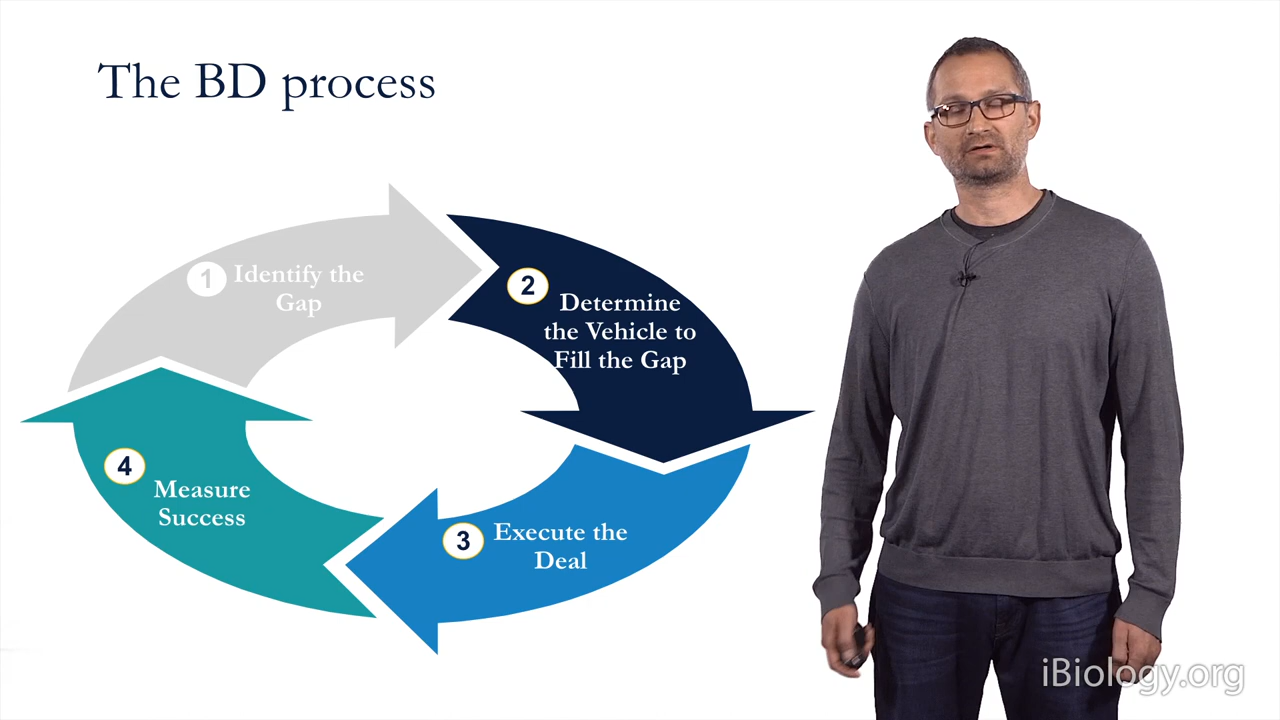 The BD process
1
Identify the
Gap
2
Determine
the Vehicle to
Fill the Gap
3
Execute the
Deal
4
Measure
Success
iBiology.org